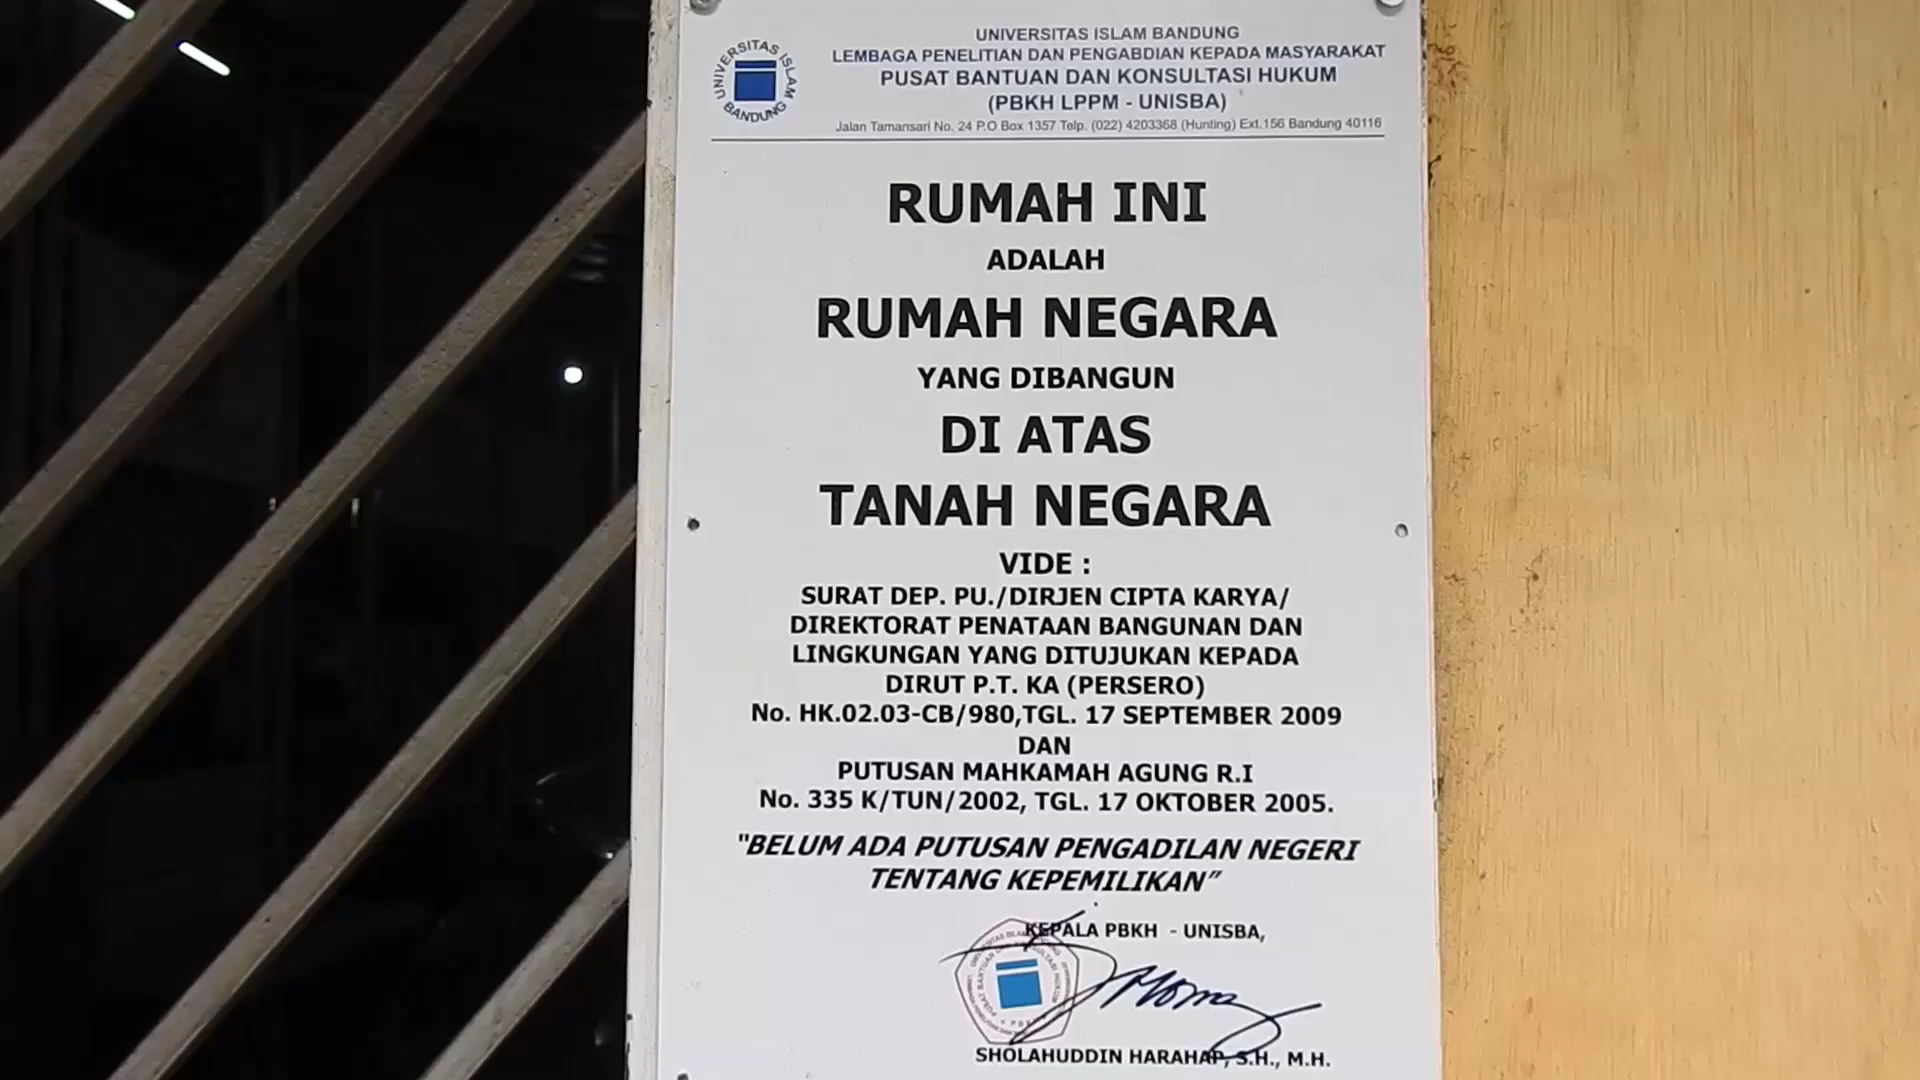 UNIVERSITAS ISLAM BANDUNG
UNIVERSITAS ISLAM BANDUNG
LEMBAGA PENELITIAN DAN PENGABDIAN KEPADA MASYARAKAT
PUSAT BANTUAN DAN KONSULTASI HUKUM
(PBKH LPPM - UNISBA)
Jalan Tamansari No. 24 P.O Box 1357 Telp. (022) 4203368 (Hunting) Ext.156 Bandung 40116
RUMAH INI
ADALAH
RUMAH NEGARA
YANG DIBANGUN
DI ATAS
TANAH NEGARA
VIDE :
SURAT DEP. PU./DIRJEN CIPTA KARYA/
DIREKTORAT PENATAAN BANGUNAN DAN
LINGKUNGAN YANG DITUJUKAN KEPADA
DIRUT P.T. KA (PERSERO)
No. HK.02.03-CB/980,TGL. 17 SEPTEMBER 2009
DAN
PUTUSAN MAHKAMAH AGUNG R.I
No. 335 K/TUN/2002, TGL. 17 OKTOBER 2005.
"BELUM ADA PUTUSAN PENGADILAN NEGERI
TENTANG KEPEMILIKAN”
KEPALA PBKH - UNISBA,
SHOLAHUDDIN HARAHAP, S.H., M.H.